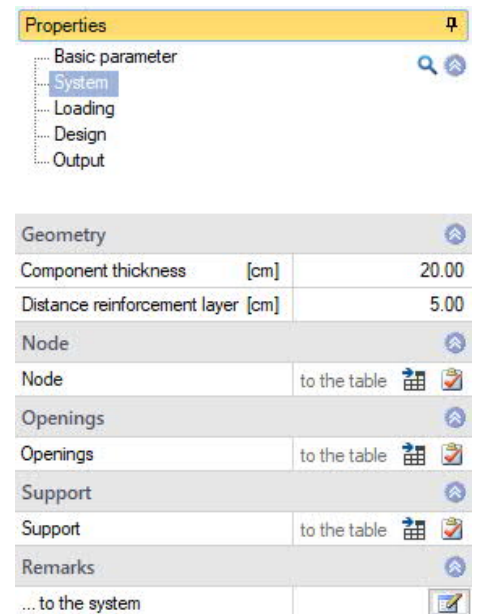 Properties
Basic parameter
System
Loading
Design
Output
Geometry
Component thickness [cm] 20.00
Distance reinforcement layer [cm] 5.00
Node
Node to the table
Openings
Openings to the table
Support
Support to the table
Remarks
... to the system